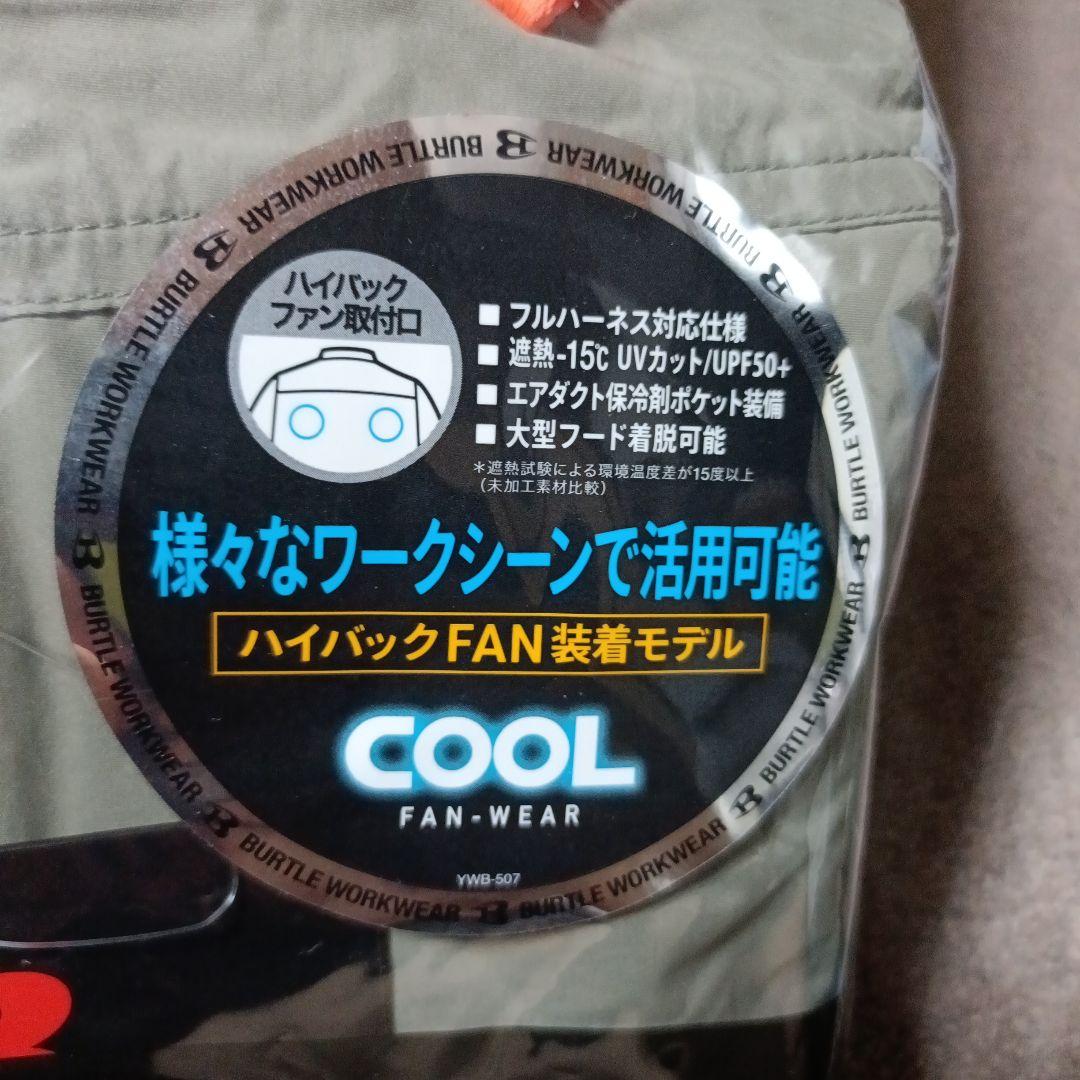 BURTLE WORKWEAR B BURTLE WORKWEAR B BURTLE WORKWEAR B BURTLE WORKWEAR B BURTLE WORKWEAR B BURTLE WORKWEAR B BURTLE WORKWEAR B BURTLE WORKWEAR B
ハイバック
ファン取付口
■ フルハーネス対応仕様
■ 遮熱-15℃ UVカット/UPF50+
■ エアダクト保冷剤ポケット装備
■ 大型フード着脱可能
＊遮熱試験による環境温度差が15度以上
（未加工素材比較）
様々なワークシーンで活用可能
ハイバックFAN装着モデル
COOL
FAN-WEAR
YWB-507